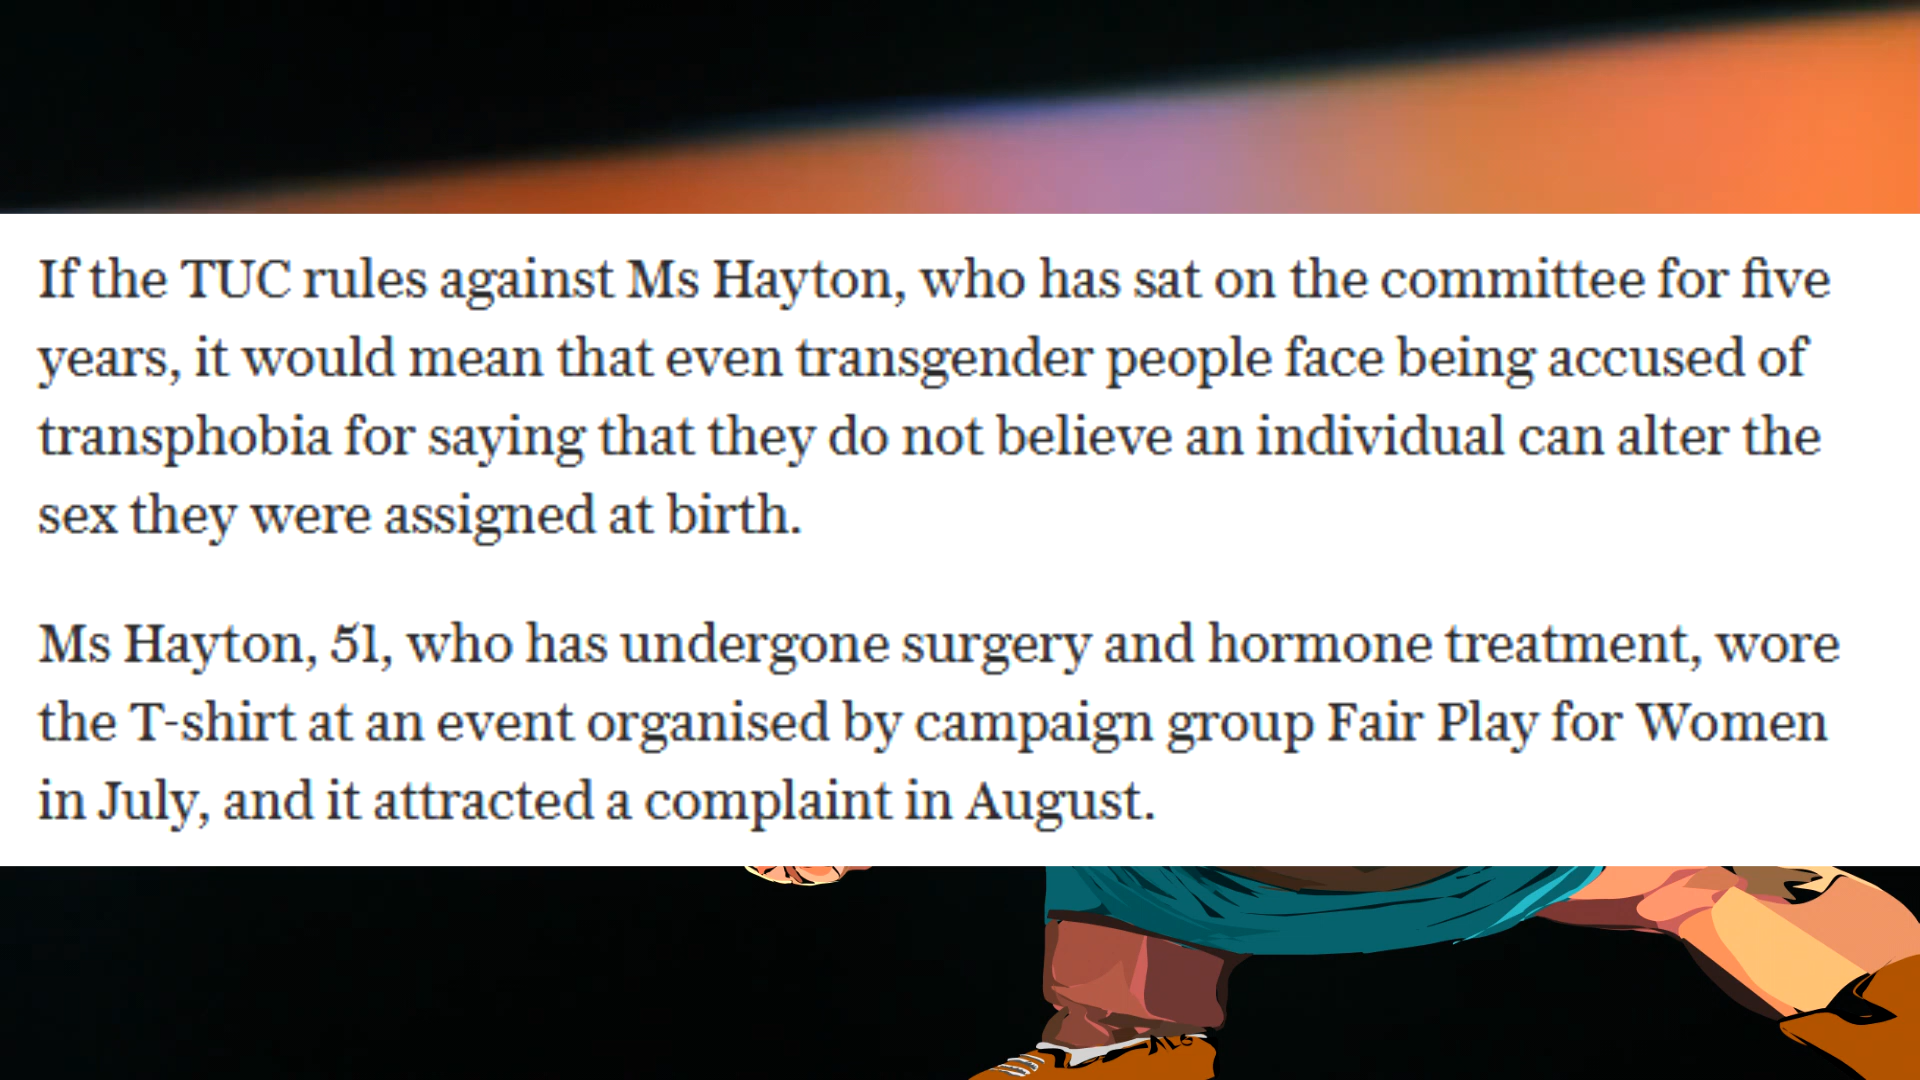 If the TUC rules against Ms Hayton, who has sat on the committee for five
years, it would mean that even transgender people face being accused of
transphobia for saying that they do not believe an individual can alter the
sex they were assigned at birth.
Ms Hayton, 51, who has undergone surgery and hormone treatment, wore
the T-shirt at an event organised by campaign group Fair Play for Women
in July, and it attracted a complaint in August.